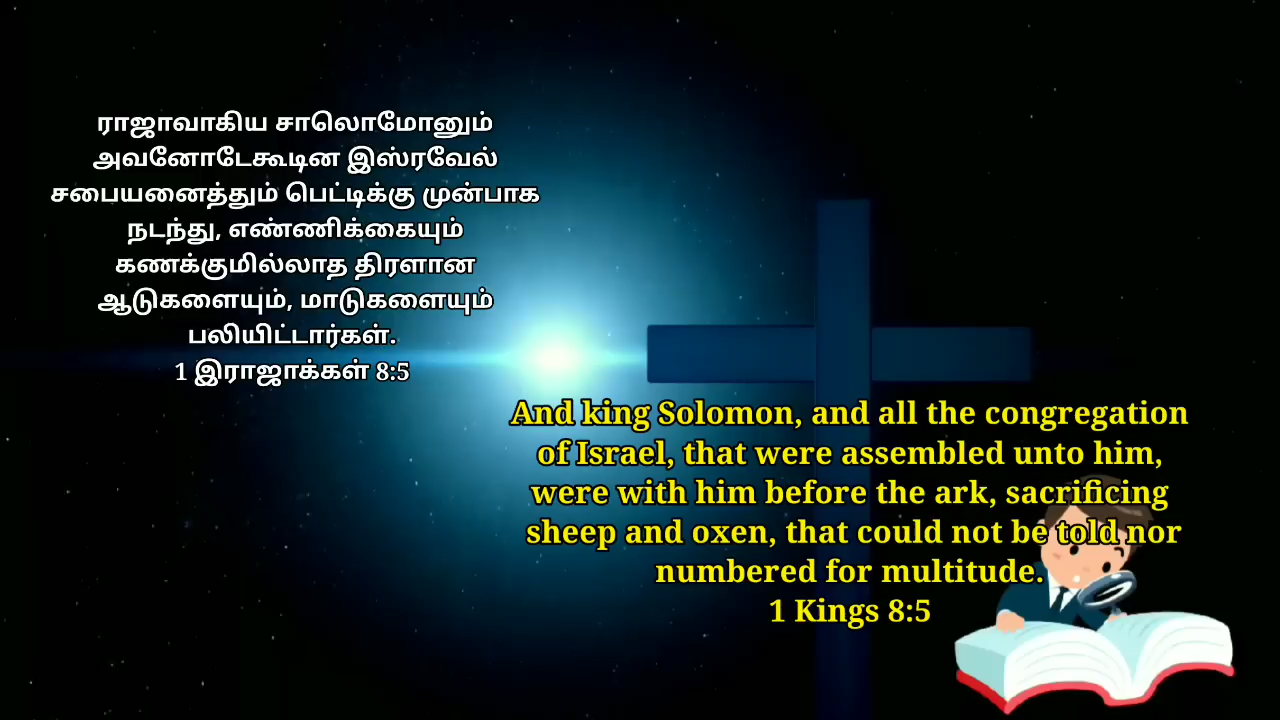 ராஜாவாகிய சாலொமோனும்
அவனோடேகூடின இஸ்ரவேல்
சபையனைத்தும் பெட்டிக்கு முன்பாக
நடந்து, எண்ணிக்கையும்
கணக்குமில்லாத திரளான
ஆடுகளையும், மாடுகளையும்
பலியிட்டார்கள்.
1 இராஜாக்கள் 8:5
And king Solomon, and all the congregation
of Israel, that were assembled unto him,
were with him before the ark, sacrificing
sheep and oxen, that could not be told nor
numbered for multitude.
1 Kings 8:5